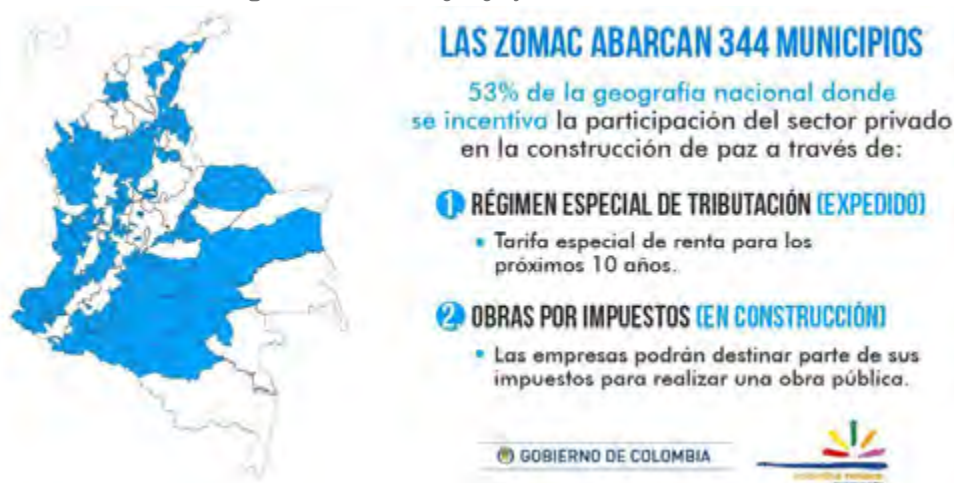 LAS ZOMAC ABARCAN 344 MUNICIPIOS
53% de la geografía nacional donde
se incentiva la participación del sector privado
en la construcción de paz a través de:
1. RÉGIMEN ESPECIAL DE TRIBUTACIÓN (EXPEDIDO)
• Tarifa especial de renta para los
próximos 10 años.
2 OBRAS POR IMPUESTOS (EN CONSTRUCCIÓN)
• Las empresas podrán destinar parte de sus
impuestos para realizar una obra pública.
GOBIERNO DE COLOMBIA